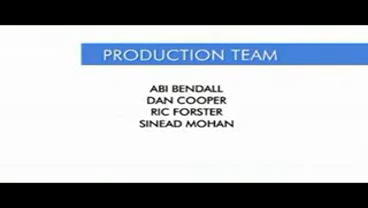 PRODUCTION TEAM
ABI BENDALL
DAN COOPER
RIC FORSTER
SINEAD MOHAN